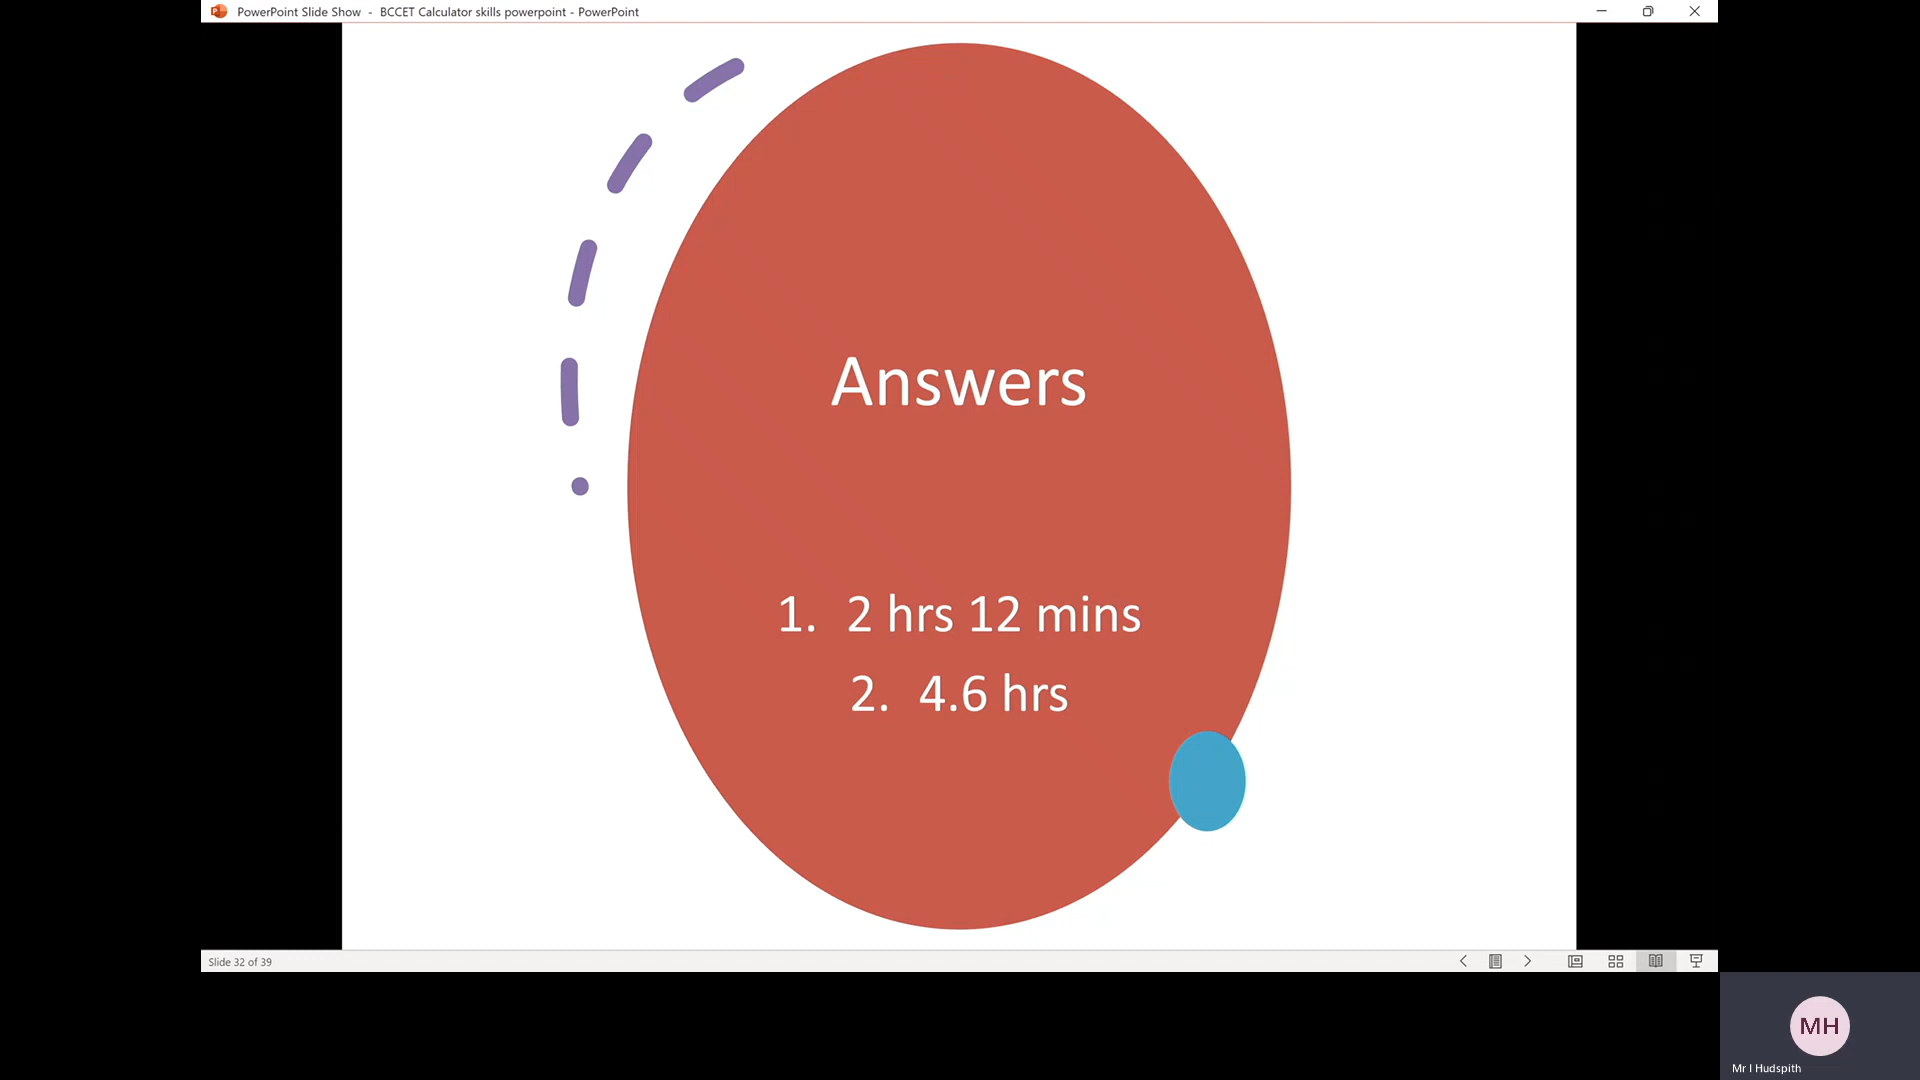 PowerPoint Slide Show - BCCET Calculator skills powerpoint - PowerPoint
Answers
1. 2 hrs 12 mins
2. 4.6 hrs
Slide 32 of 39
MH
Mr I Hudspith